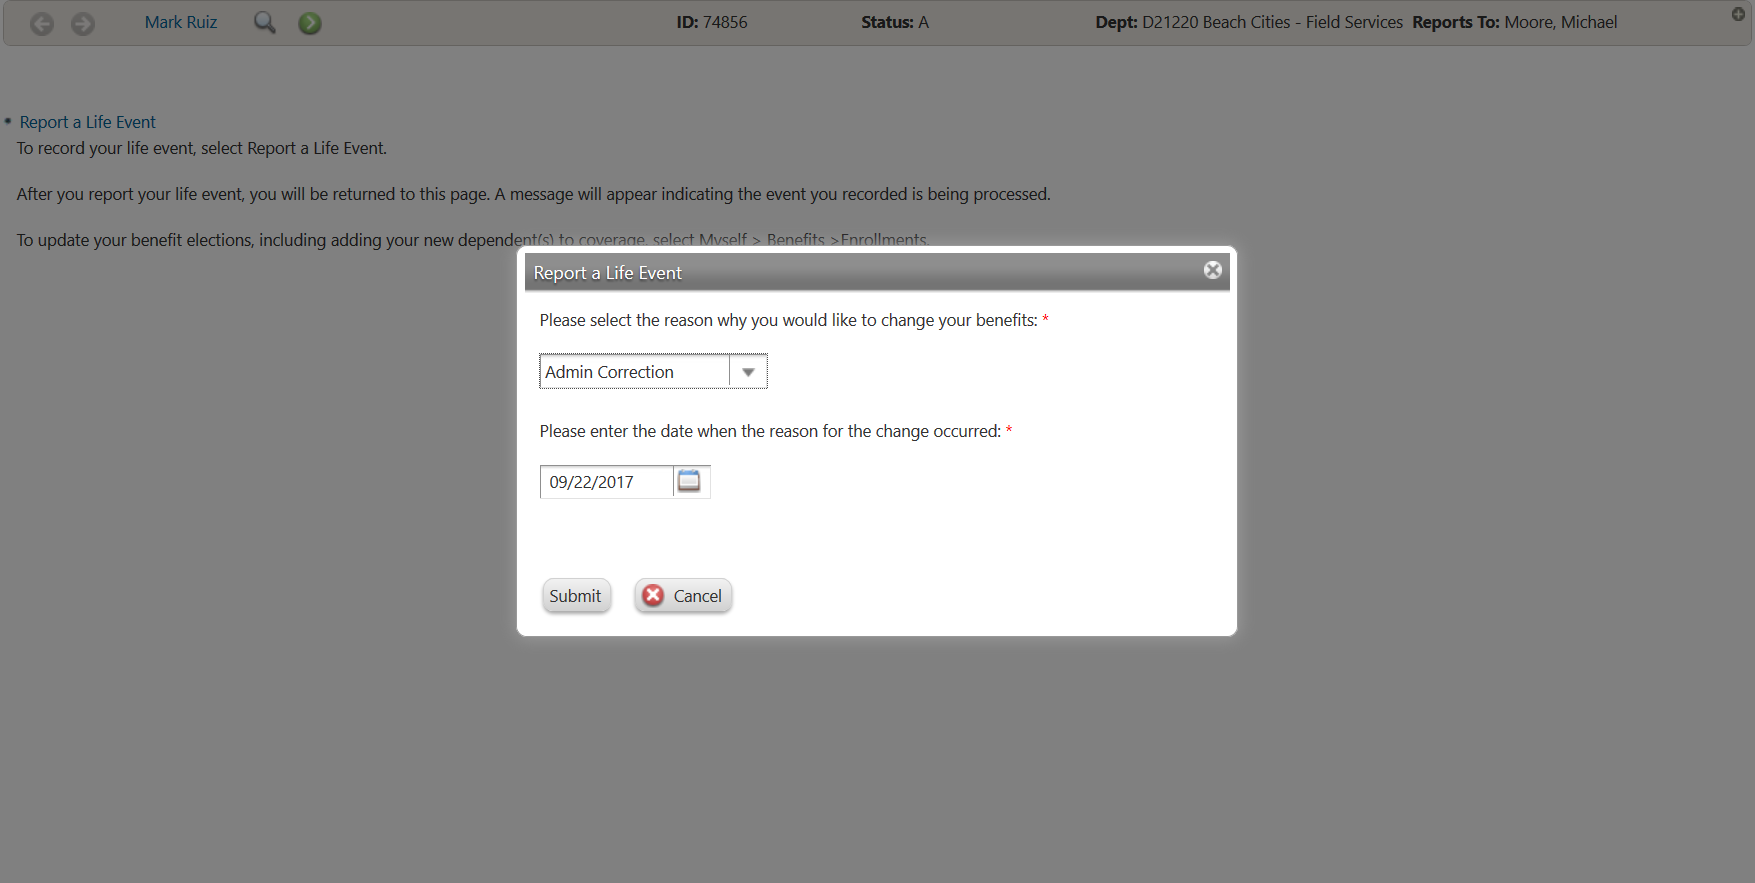 Mark Ruiz ID: 74856 Status: A Dept: D21220 Beach Cities - Field Services Reports To: Moore, Michael
Report a Life Event
To record your life event, select Report a Life Event.
After you report your life event, you will be returned to this page. A message will appear indicating the event you recorded is being processed.
To update your benefit elections, including adding your new dependent(s) to coverage, select Myself > Benefits >Enrollments.
Report a Life Event
Please select the reason why you would like to change your benefits: *
Admin Correction
Please enter the date when the reason for the change occurred: *
09/22/2017
Submit Cancel